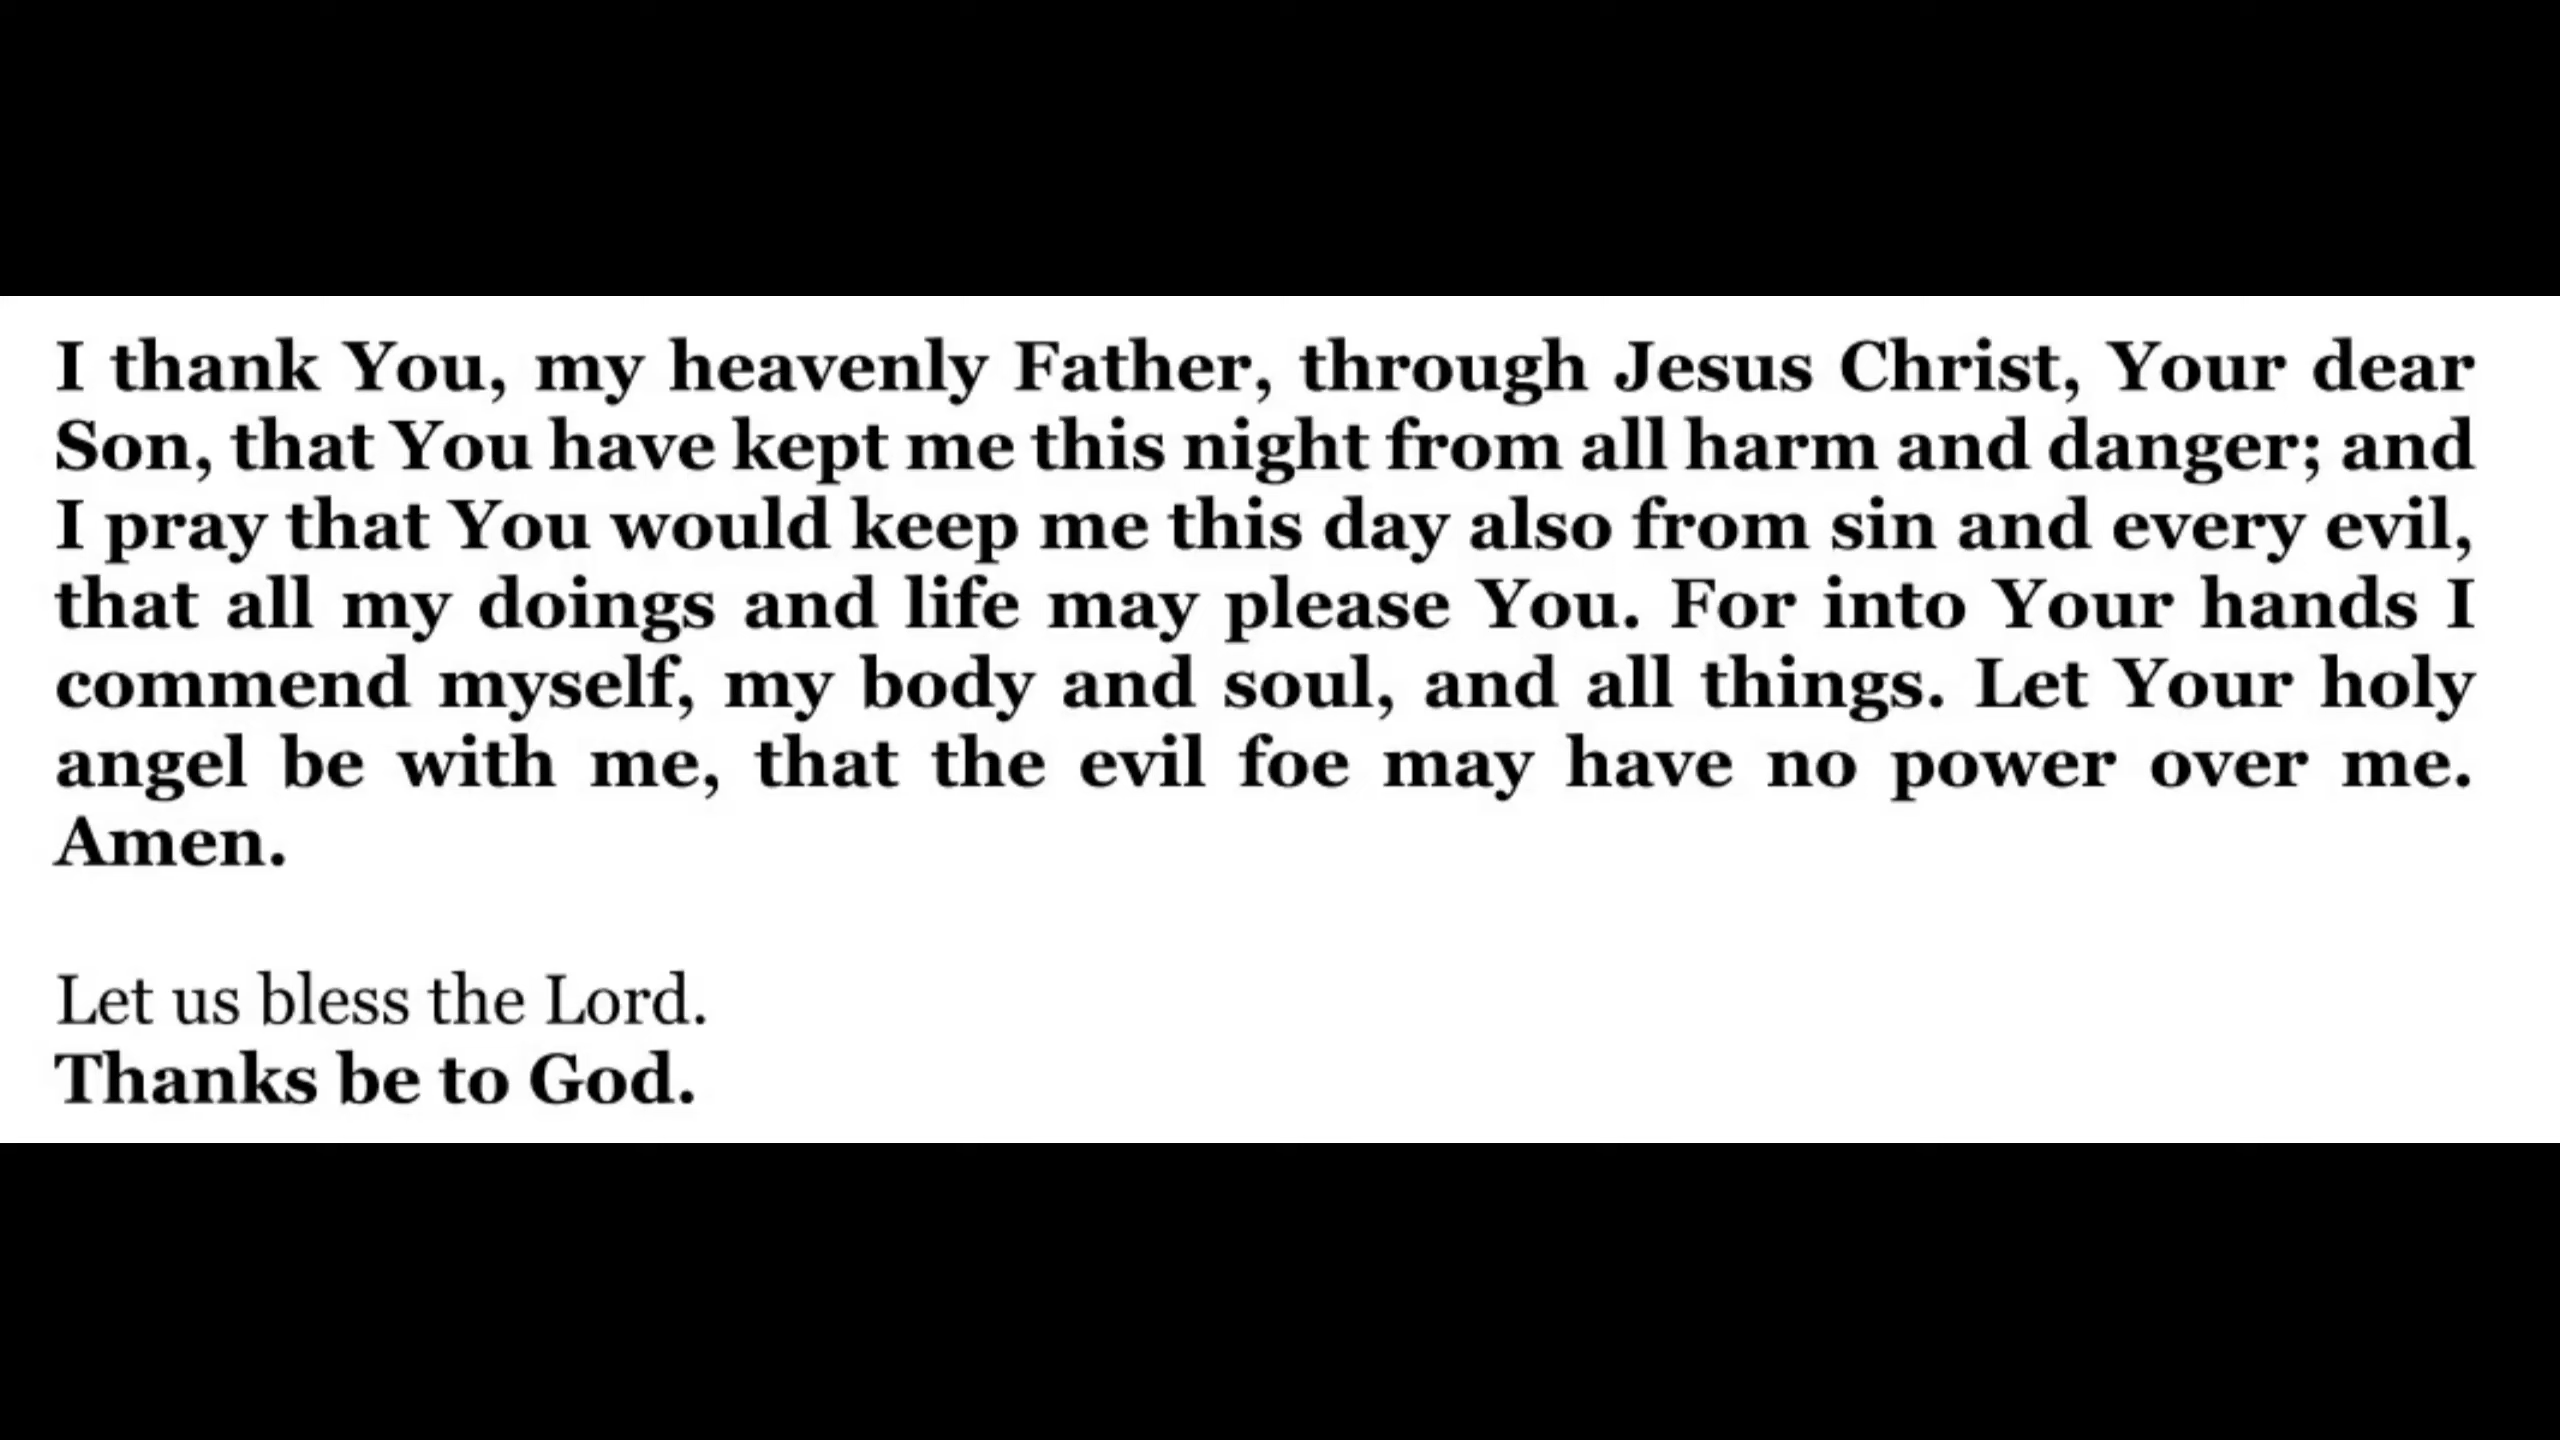 I thank You, my heavenly Father, through Jesus Christ, Your dear
Son, that You have kept me this night from all harm and danger; and
I pray that You would keep me this day also from sin and every evil,
that all my doings and life may please You. For into Your hands I
commend myself, my body and soul, and all things. Let Your holy
angel be with me, that the evil foe may have no power over me.
Amen.
Let us bless the Lord.
Thanks be to God.